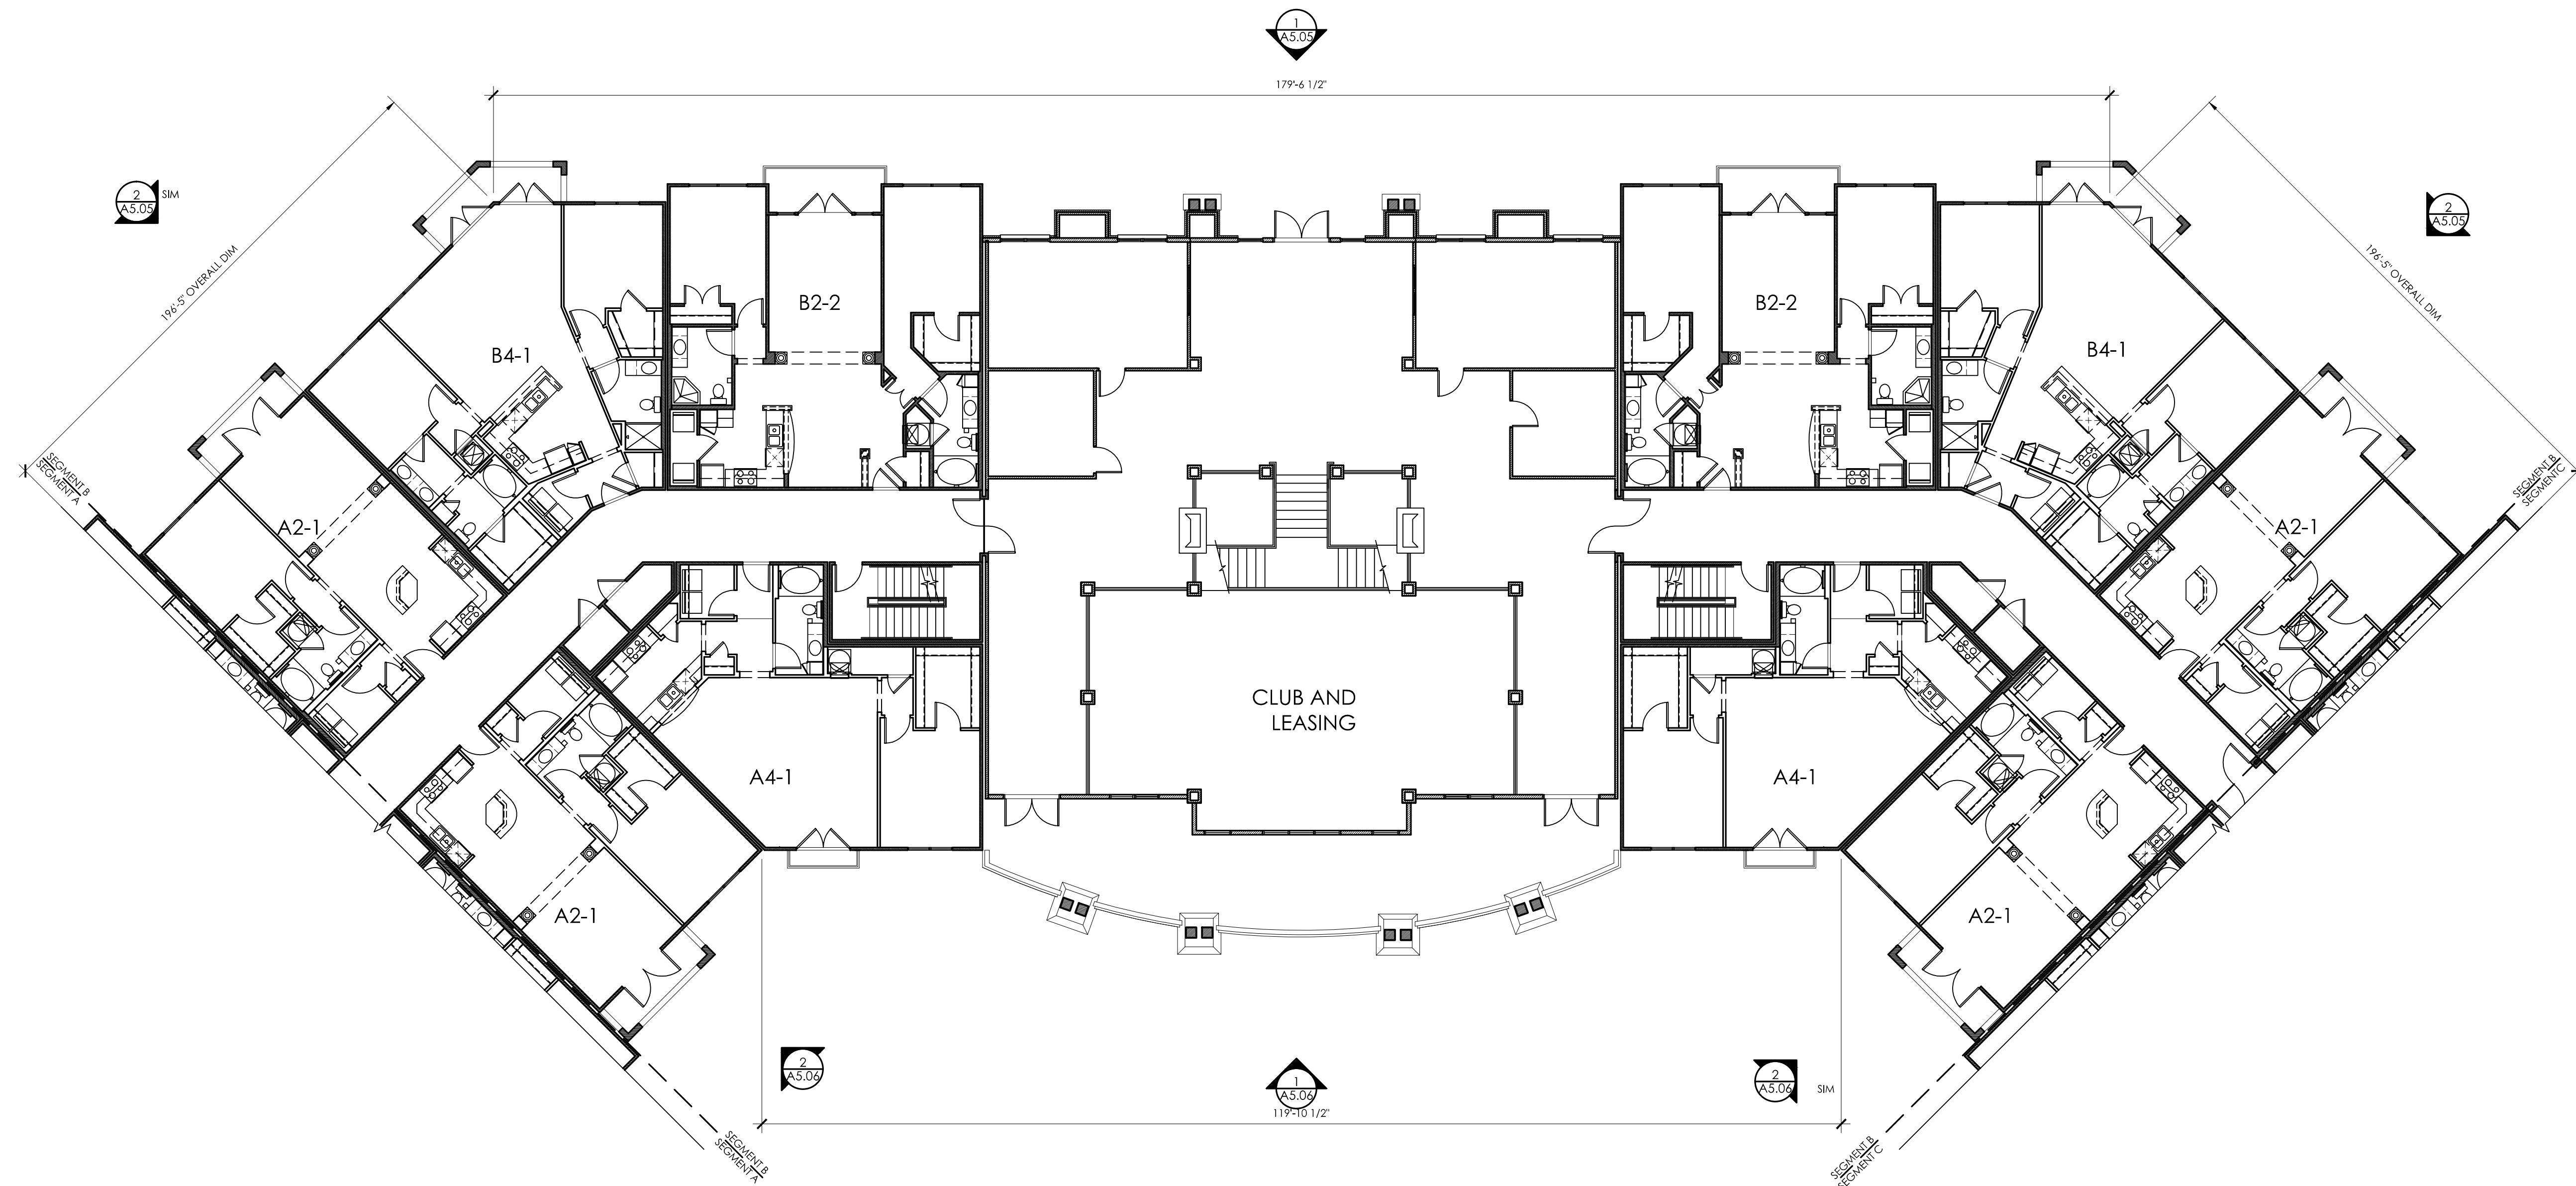 1
A5.05
179'-6 1/2"
2
A5.05
SIM
2
A5.05
196'-5" OVERALL DIM
196'-5" OVERALL DIM
B2-2
B2-2
B4-1
B4-1
SEGMENT B
SEGMENT A
SEGMENT B
SEGMENT C
A2-1
A2-1
CLUB AND
LEASING
A4-1
A4-1
A2-1
A2-1
2
A5.06
1
A5.06
2
A5.06
SIM
119'-10 1/2"
SEGMENT B
SEGMENT A
SEGMENT B
SEGMENT C